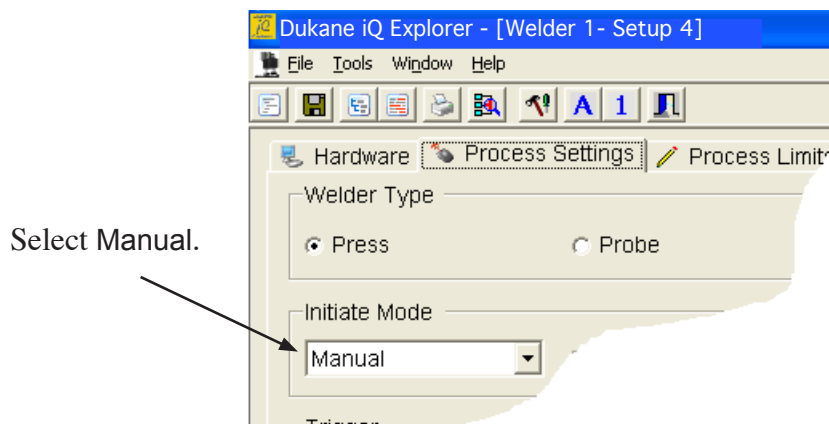 Dukane iQ Explorer - [Welder 1- Setup 4]
File Tools Window Help
A 1
Hardware Process Settings Process Limit
Welder Type
Select Manual.
Press Probe
Initiate Mode
Manual
Trigger